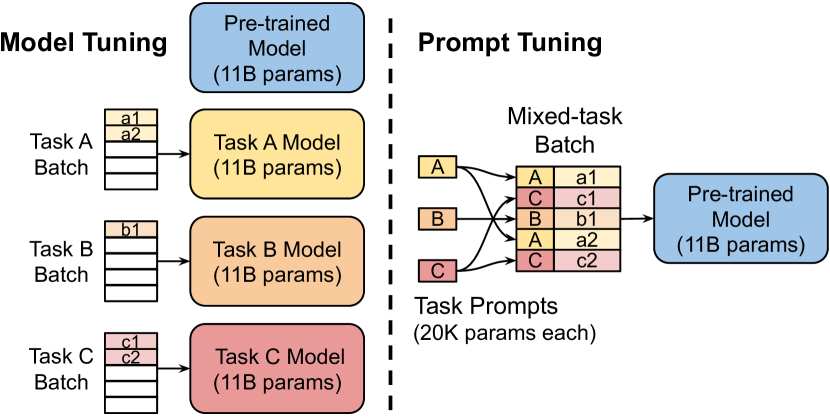 Model Tuning
Pre-trained
Model
(11B params)
Task A
Batch
a1
a2
Task A Model
(11B params)
Task B
Batch
b1
Task B Model
(11B params)
Task C
Batch
c1
c2
Task C Model
(11B params)
Prompt Tuning
Mixed-task
Batch
A
B
C
A a1
C c1
B b1
A a2
C c2
Task Prompts
(20K params each)
Pre-trained
Model
(11B params)